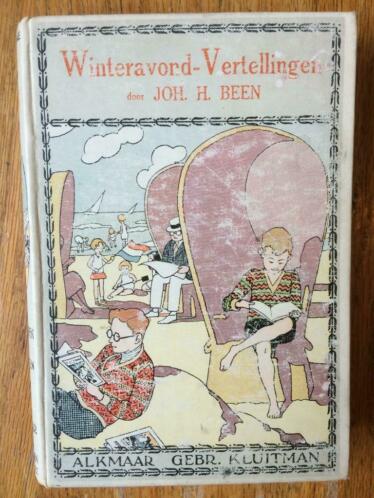 Winteravond-Vertellingen
door JOH. H. BEEN
ALKMAAR GEBR. KLUITMAN